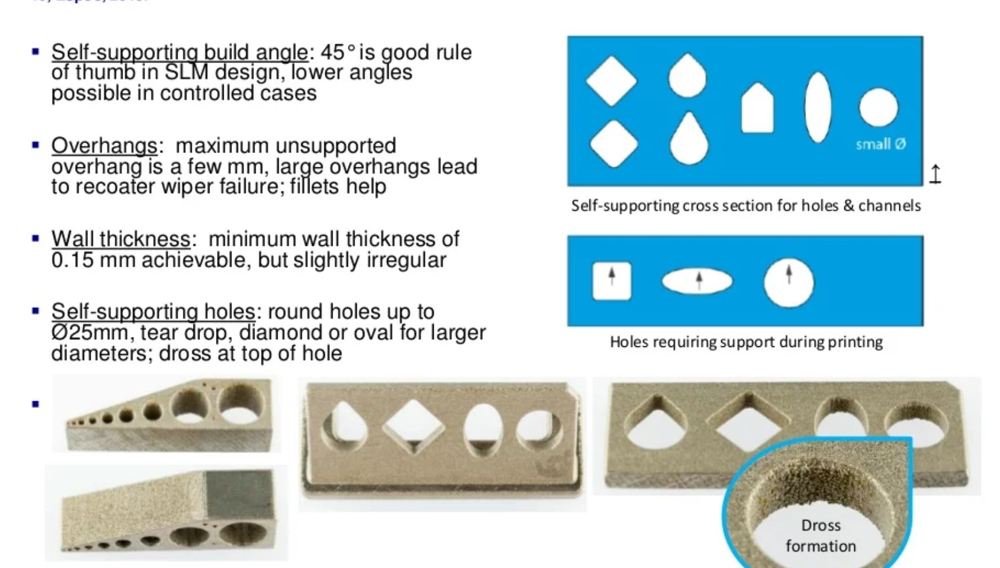 Self-supporting build angle: 45° is good rule
of thumb in SLM design, lower angles
possible in controlled cases
Overhangs: maximum unsupported
overhang is a few mm, large overhangs lead
to recoater wiper failure; fillets help
Wall thickness: minimum wall thickness of
0.15 mm achievable, but slightly irregular
Self-supporting holes: round holes up to
Ø25mm, tear drop, diamond or oval for larger
diameters; dross at top of hole
small Ø
Self-supporting cross section for holes & channels
Holes requiring support during printing
Dross
formation